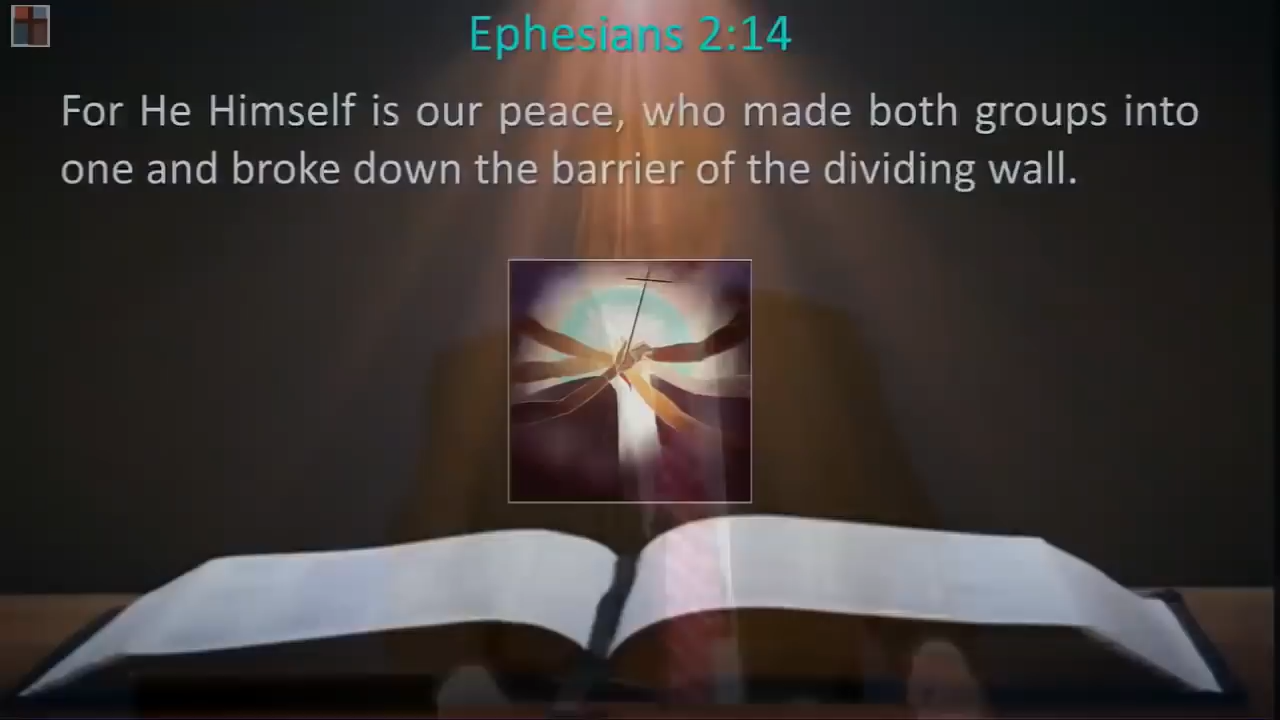 Ephesians 2:14
For He Himself is our peace, who made both groups into
one and broke down the barrier of the dividing wall.